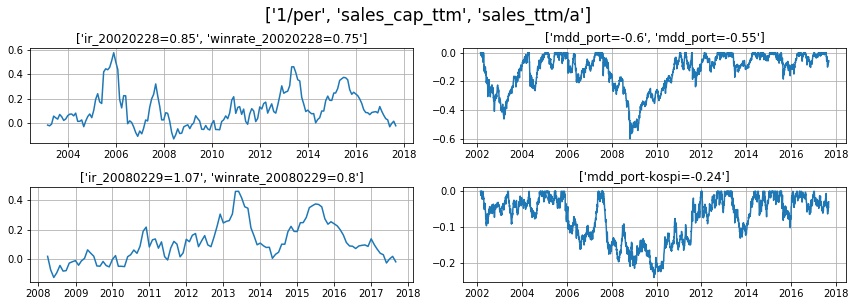 ['1/per', 'sales_cap_ttm', 'sales_ttm/a']
['ir_20020228=0.85', 'winrate_20020228=0.75']
0.6
0.4
0.2
0.0
2004 2006 2008 2010 2012 2014 2016 2018
['mdd_port=-0.6', 'mdd_port=-0.55']
0.0
−0.2
−0.4
−0.6
2002 2004 2006 2008 2010 2012 2014 2016 2018
['ir_20080229=1.07', 'winrate_20080229=0.8']
0.4
0.2
0.0
2008 2009 2010 2011 2012 2013 2014 2015 2016 2017 2018
['mdd_port-kospi=-0.24']
0.0
−0.1
−0.2
2002 2004 2006 2008 2010 2012 2014 2016 2018